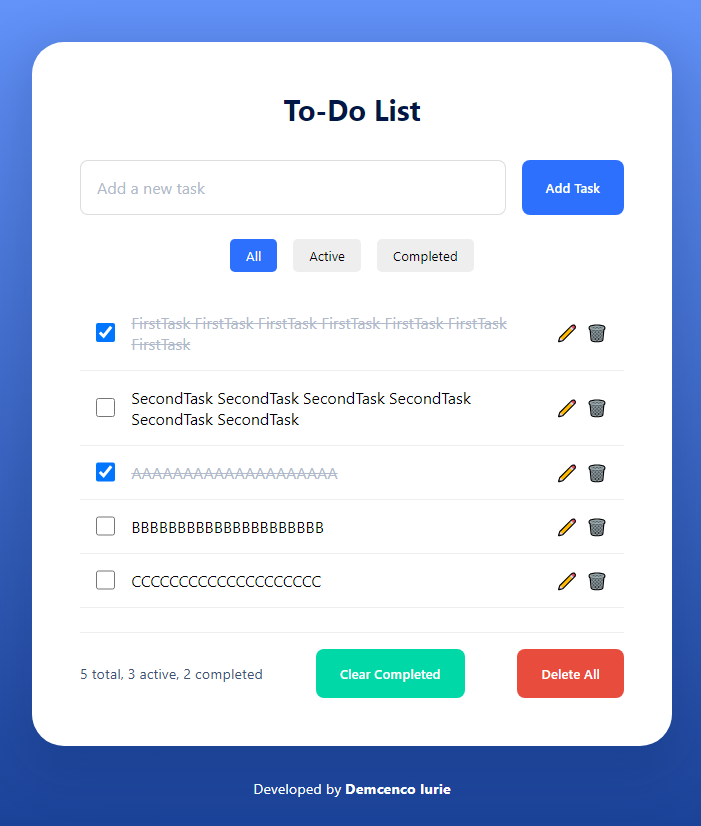 To-Do List
Add a new task
Add Task
All
Active
Completed
FirstTask FirstTask FirstTask FirstTask FirstTask FirstTask
FirstTask
SecondTask SecondTask SecondTask SecondTask
SecondTask SecondTask
AAAAAAAAAAAAAAAAAAAA
BBBBBBBBBBBBBBBBBBBBB
CCCCCCCCCCCCCCCCCCCC
5 total, 3 active, 2 completed
Clear Completed
Delete All
Developed by Demcenco Iurie